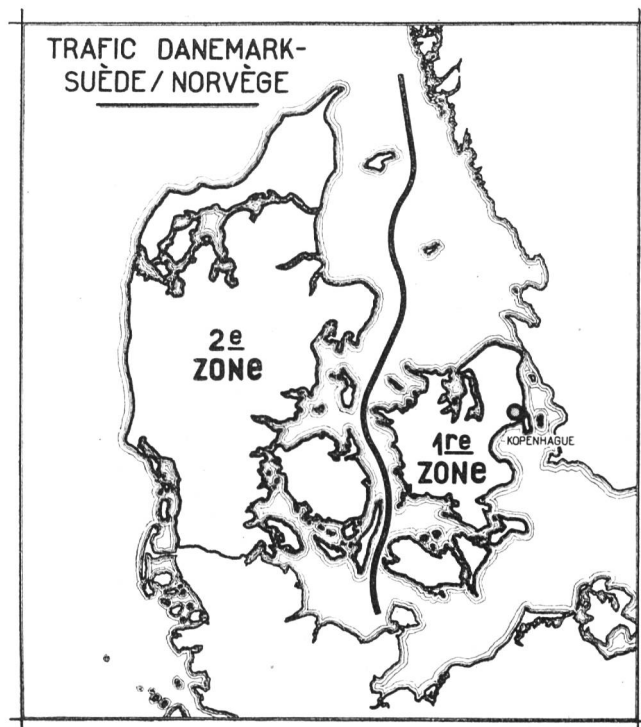 TRAFIC DANEMARK-
SUÈDE / NORVÈGE
2e
ZONE
1re
ZONE
KOPENHAGUE